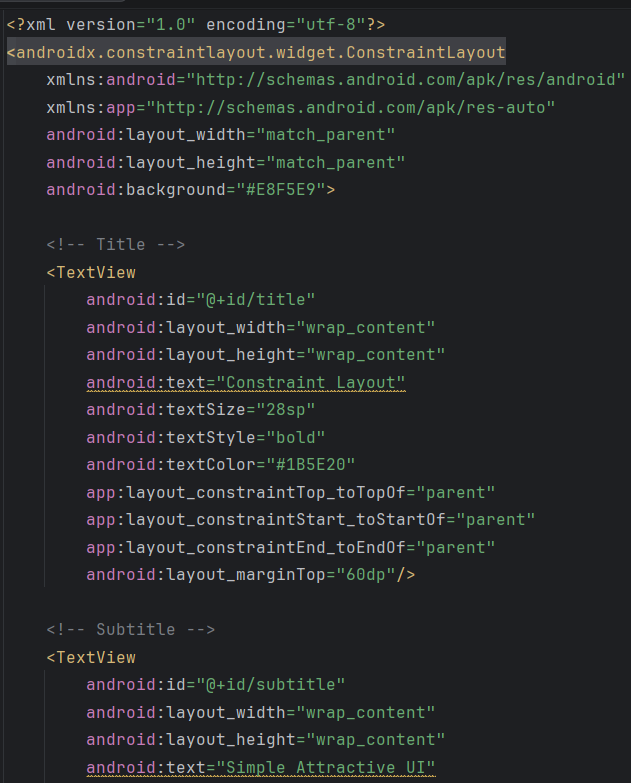 <?xml version="1.0" encoding="utf-8"?>
<androidx.constraintlayout.widget.ConstraintLayout
    xmlns:android="http://schemas.android.com/apk/res/android"
    xmlns:app="http://schemas.android.com/apk/res-auto"
    android:layout_width="match_parent"
    android:layout_height="match_parent"
    android:background="#E8F5E9">

    <!-- Title -->
    <TextView
        android:id="@+id/title"
        android:layout_width="wrap_content"
        android:layout_height="wrap_content"
        android:text="Constraint Layout"
        android:textSize="28sp"
        android:textStyle="bold"
        android:textColor="#1B5E20"
        app:layout_constraintTop_toTopOf="parent"
        app:layout_constraintStart_toStartOf="parent"
        app:layout_constraintEnd_toEndOf="parent"
        android:layout_marginTop="60dp"/>

    <!-- Subtitle -->
    <TextView
        android:id="@+id/subtitle"
        android:layout_width="wrap_content"
        android:layout_height="wrap_content"
        android:text="Simple Attractive UI"